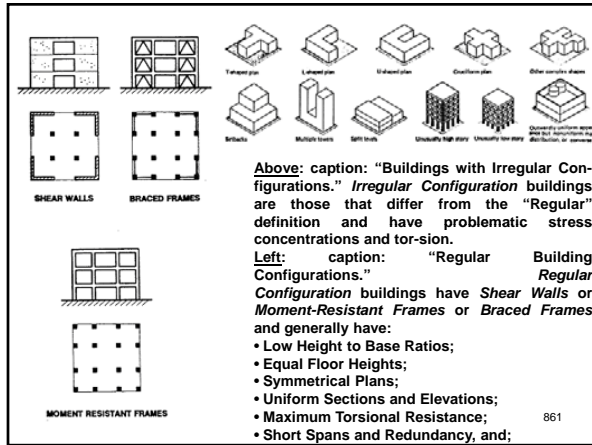 T-shaped plan
L-shaped plan
U-shaped plan
Cruciform plan
Other complex shapes
Setbacks
Multiple towers
Split levels
Unusually high story
Unusually low story
SHEAR WALLS
BRACED FRAMES
MOMENT RESISTANT FRAMES
Above: caption: “Buildings with Irregular Con-
figurations.” Irregular Configuration buildings
are those that differ from the “Regular”
definition and have problematic stress
concentrations and tor-sion.
Left: caption: “Regular Building
Configurations.” Regular
Configuration buildings have Shear Walls or
Moment-Resistant Frames or Braced Frames
and generally have:
• Low Height to Base Ratios;
• Equal Floor Heights;
• Symmetrical Plans;
• Uniform Sections and Elevations;
• Maximum Torsional Resistance;
• Short Spans and Redundancy, and;
861